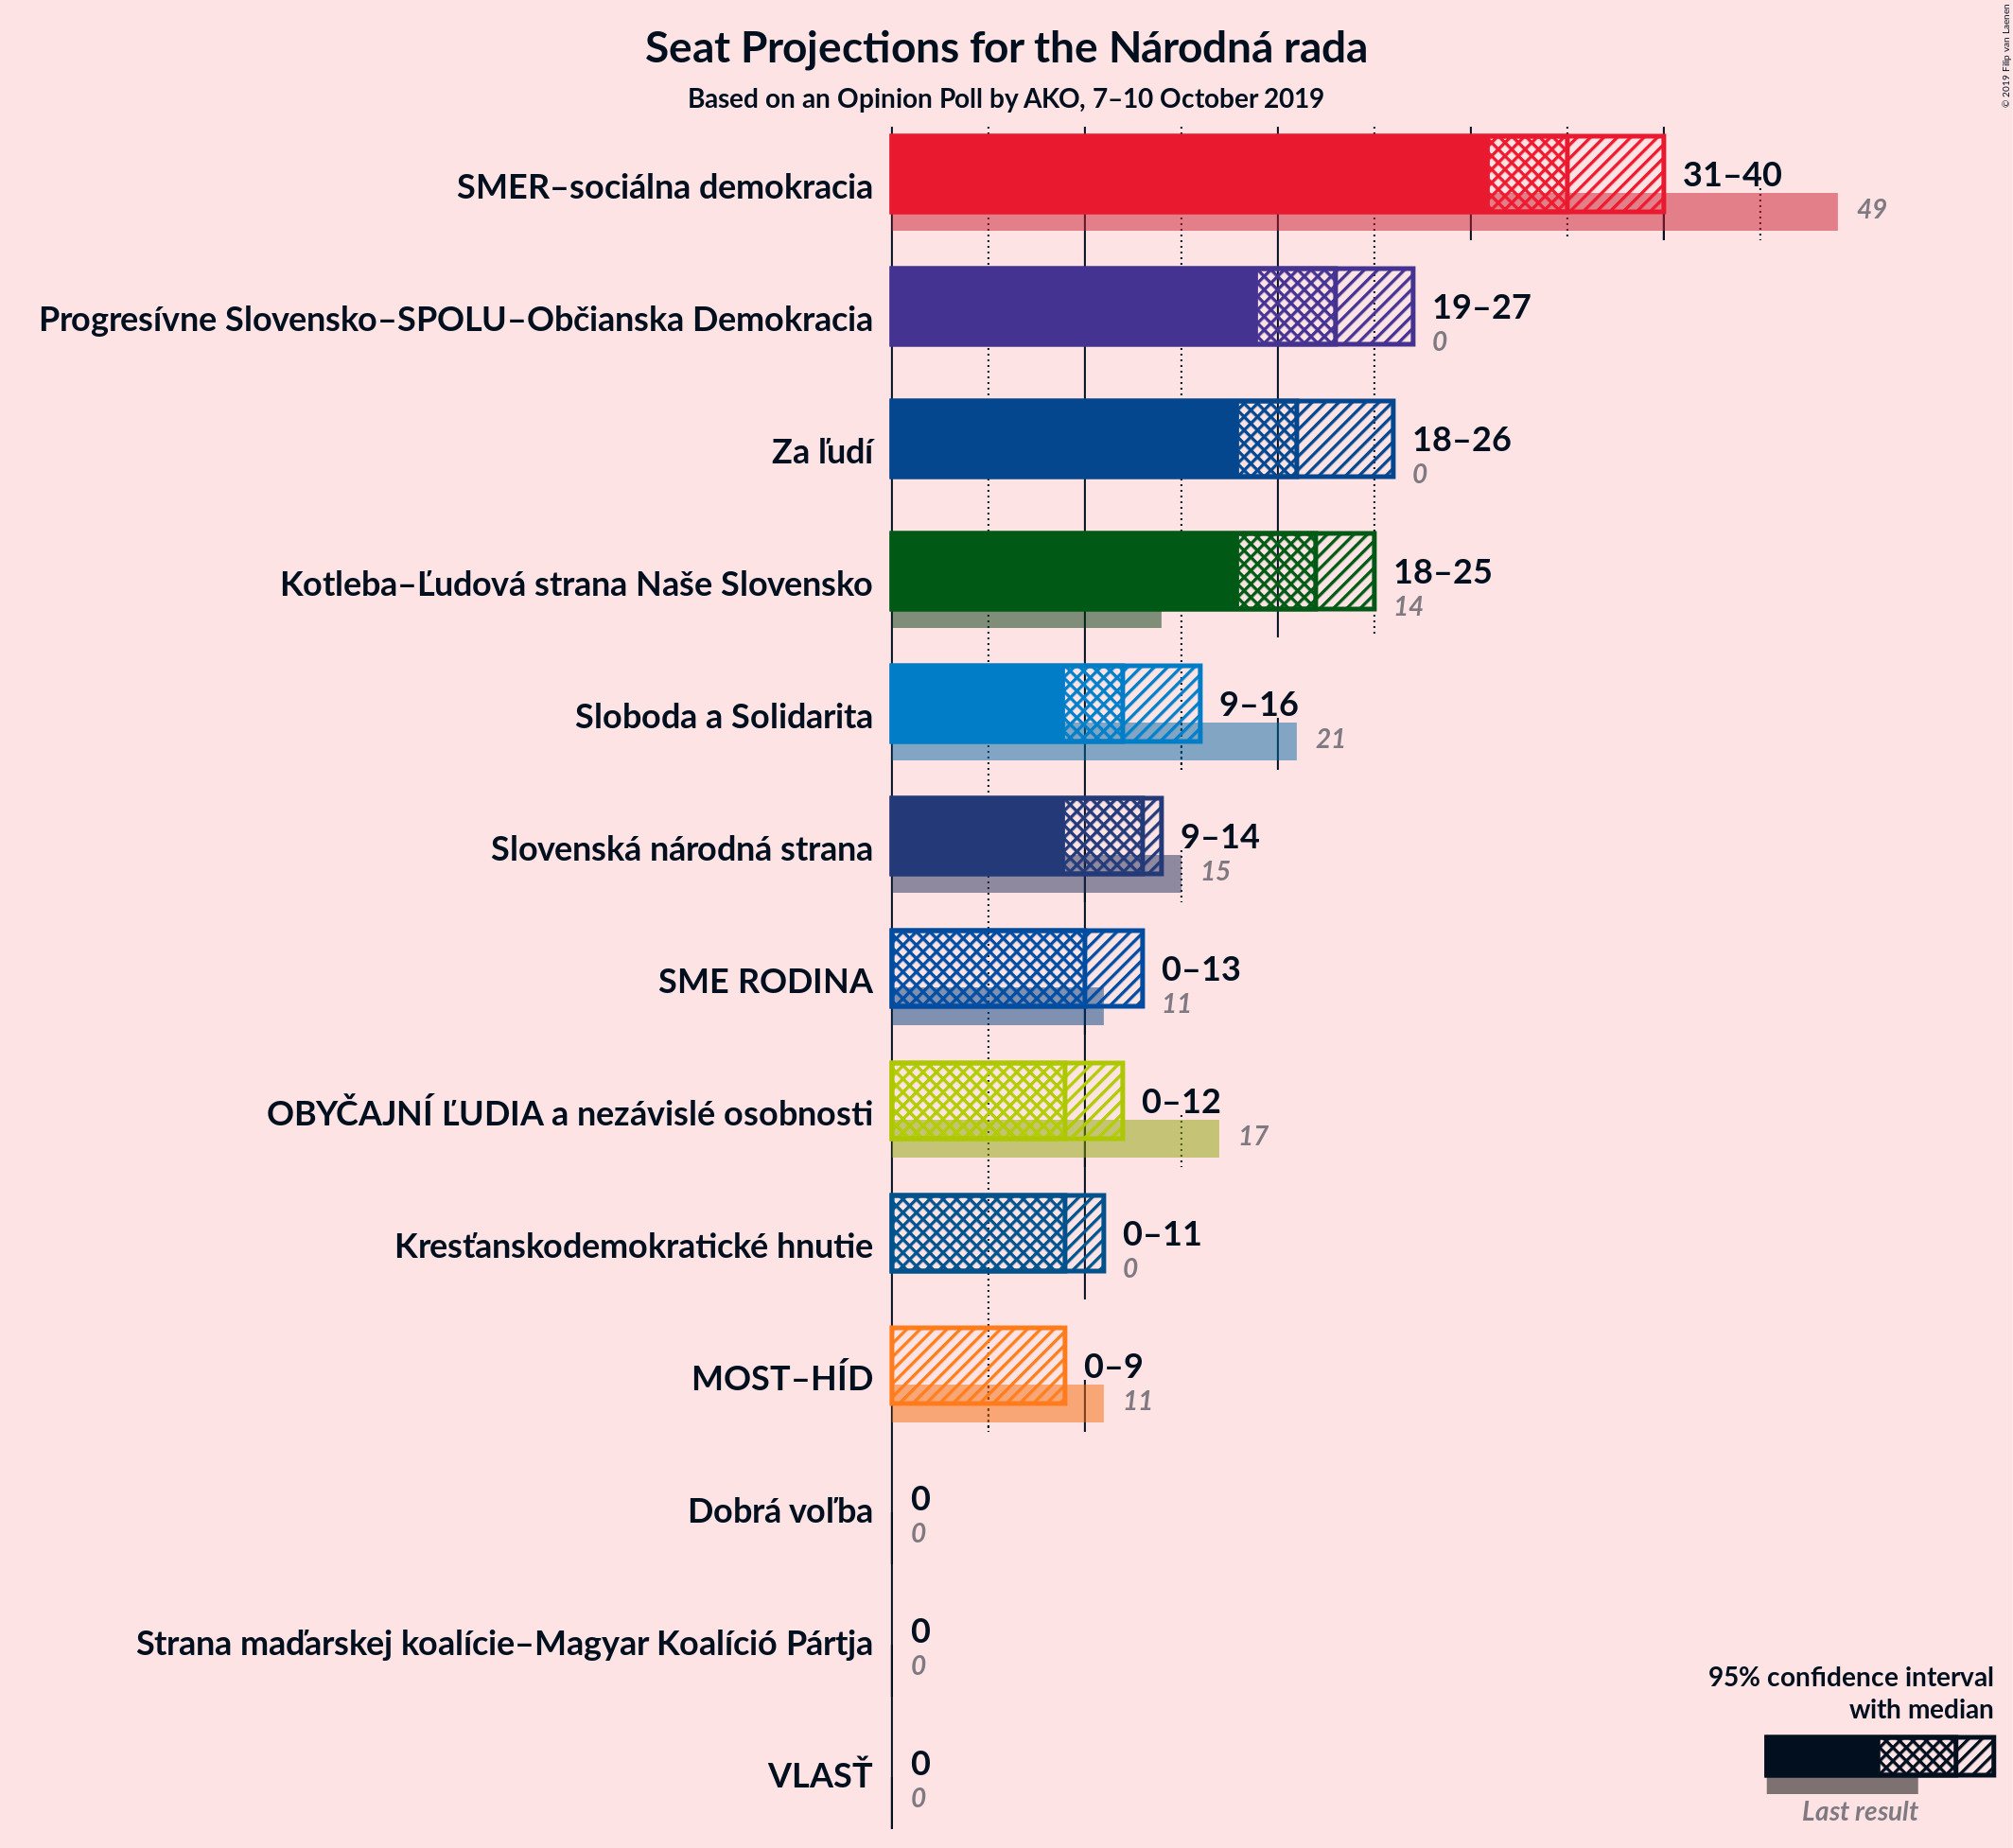 Seat Projections for the Národná rada
Based on an Opinion Poll by AKO, 7–10 October 2019
© 2019 Filip van Laenen
SMER–sociálna demokracia
31–40
49
Progresívne Slovensko–SPOLU–Občianska Demokracia
19–27
0
Za ľudí
18–26
0
Kotleba–Ľudová strana Naše Slovensko
18–25
14
Sloboda a Solidarita
9–16
21
Slovenská národná strana
9–14
15
SME RODINA
0–13
11
OBYČAJNÍ ĽUDIA a nezávislé osobnosti
0–12
17
Kresťanskodemokratické hnutie
0–11
0
MOST–HÍD
0–9
11
Dobrá voľba
0
0
Strana maďarskej koalície–Magyar Koalíció Pártja
0
0
VLASŤ
0
0
95% confidence interval
with median
Last result